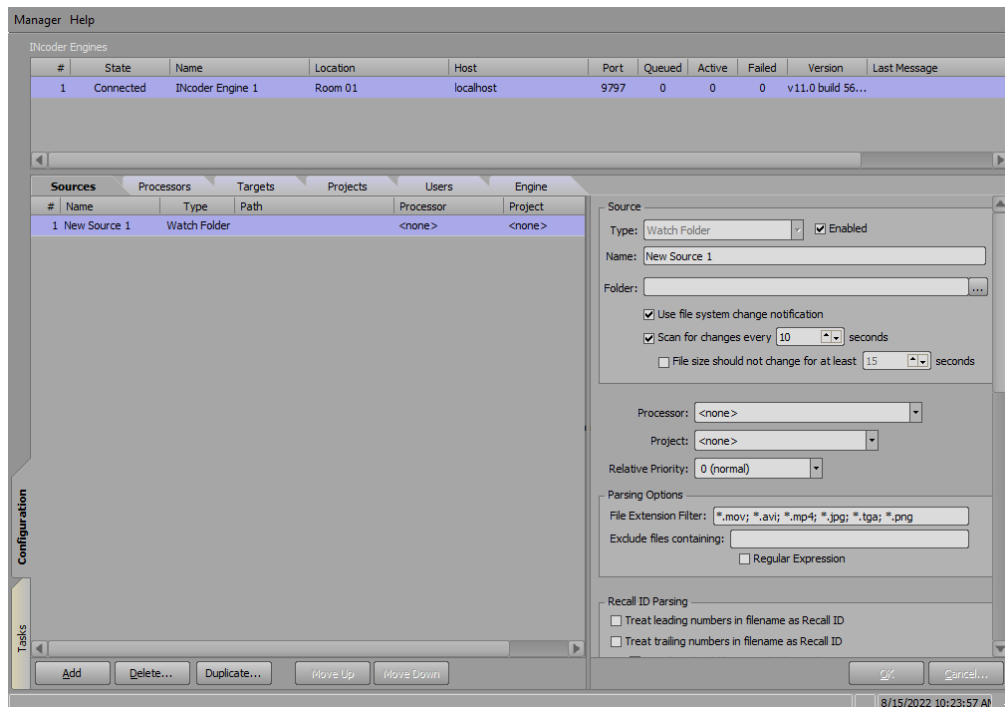 Manager Help
INcoder Engines
# State Name Location Host Port Queued Active Failed Version Last Message
1 Connected INcoder Engine 1 Room 01 localhost 9797 0 0 0 v11.0 build 56...
Sources Processors Targets Projects Users Engine
# Name Type Path Processor Project
1 New Source 1 Watch Folder <none> <none>
Source
Type: Watch Folder Enabled
Name: New Source 1
Folder: ...
Use file system change notification
Scan for changes every 10 seconds
File size should not change for at least 15 seconds
Processor: <none>
Project: <none>
Relative Priority: 0 (normal)
Parsing Options
File Extension Filter: *.mov; *.avi; *.mp4; *.jpg; *.tga; *.png
Exclude files containing:
Regular Expression
Recall ID Parsing
Treat leading numbers in filename as Recall ID
Treat trailing numbers in filename as Recall ID
Configuration
Tasks
Add Delete... Duplicate... Move Up Move Down OK Cancel...
8/15/2022 10:23:57 AM